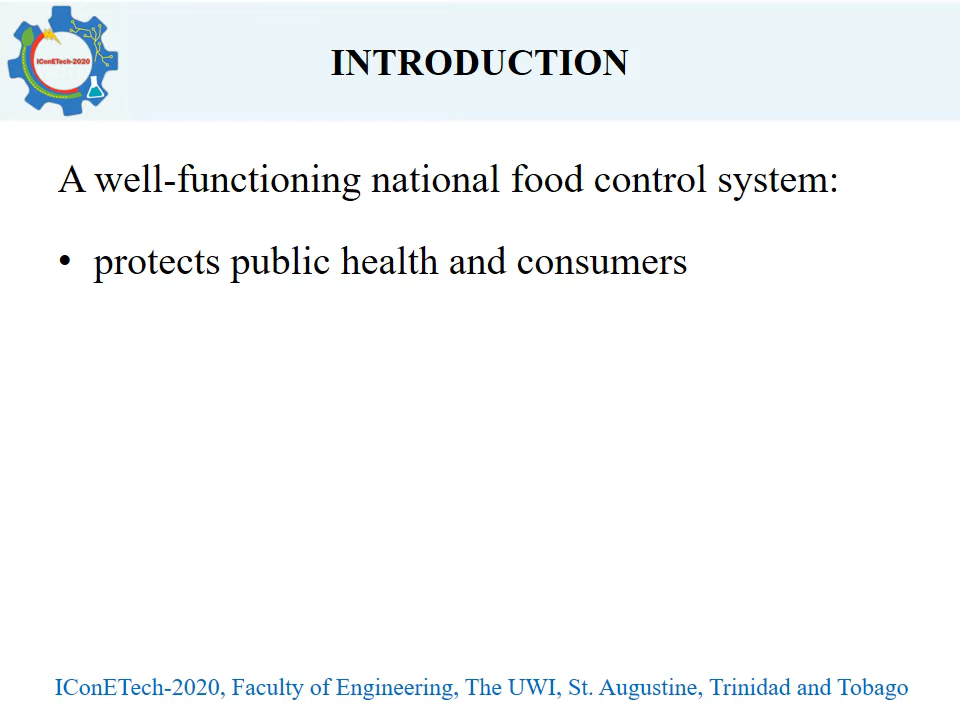 IConETech-2020
INTRODUCTION
A well-functioning national food control system:
• protects public health and consumers
IConETech-2020, Faculty of Engineering, The UWI, St. Augustine, Trinidad and Tobago